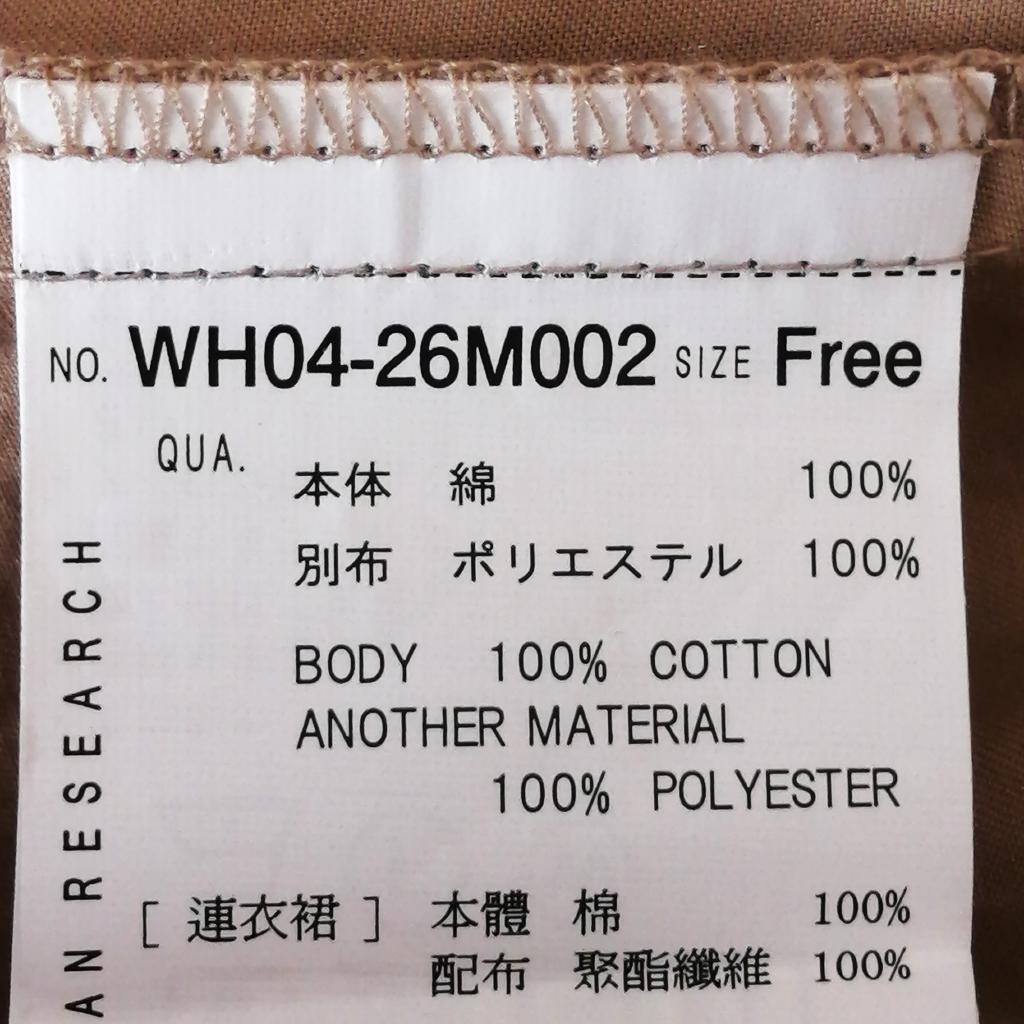 NO. WH04-26M002 SIZE Free
QUA.
本体 綿 100%
別布 ポリエステル 100%
BODY 100% COTTON
ANOTHER MATERIAL
100% POLYESTER
[ 連衣裙 ] 本體 棉 100%
配布 聚酯纖維 100%
AN RESEARCH